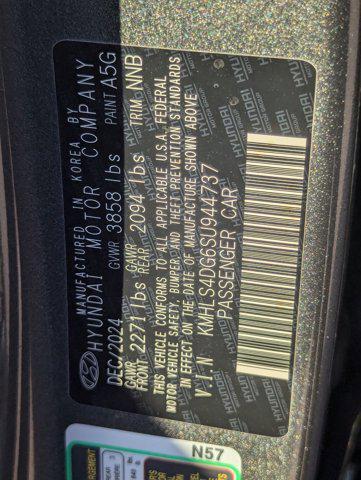 MANUFACTURED IN KOREA BY
HYUNDAI MOTOR COMPANY
DEC/2024 GVWR 3858 lbs PAINT A5G
GAWR FRONT 2271 lbs GAWR REAR 2094 lbs TRIM NNB
THIS VEHICLE CONFORMS TO ALL APPLICABLE U.S.A. FEDERAL
MOTOR VEHICLE SAFETY, BUMPER, AND THEFT PREVENTION STANDARDS
IN EFFECT ON THE DATE OF MANUFACTURE SHOWN ABOVE.
V I N : KMHLS4DG6SU944737
PASSENGER CAR
N57